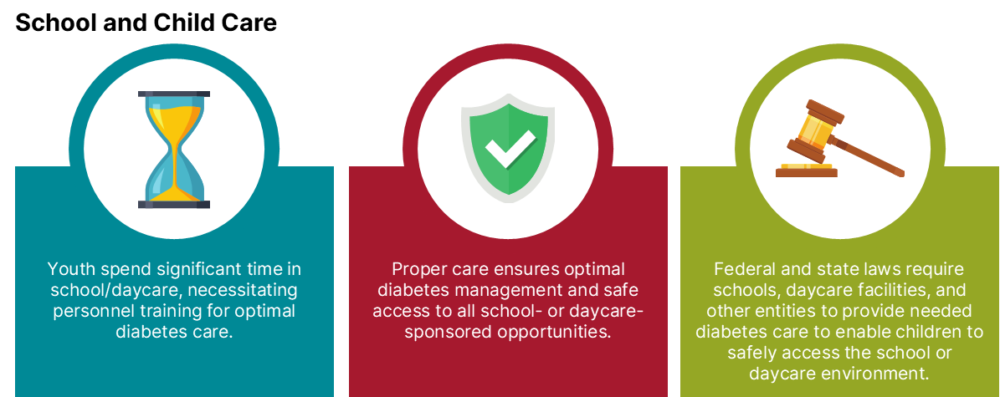 School and Child Care
Youth spend significant time in
school/daycare, necessitating
personnel training for optimal
diabetes care.
Proper care ensures optimal
diabetes management and safe
access to all school- or daycare-
sponsored opportunities.
Federal and state laws require
schools, daycare facilities, and
other entities to provide needed
diabetes care to enable children to
safely access the school or
daycare environment.